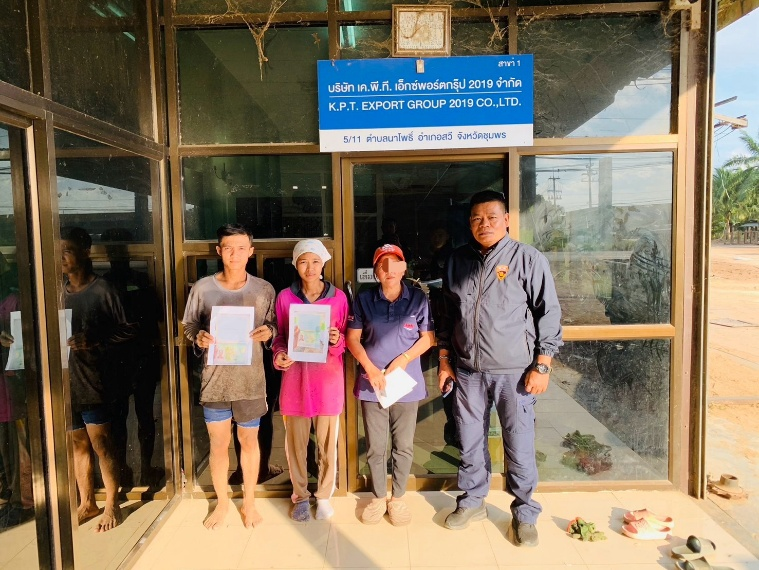 สาขา 1
บริษัท เค.พี.ที. เอ็กซ์พอร์ตกรุ๊ป 2019 จำกัด
K.P.T. EXPORT GROUP 2019 CO.,LTD.
5/11 ตำบลนาโพธิ์ อำเภอสวี จังหวัดชุมพร